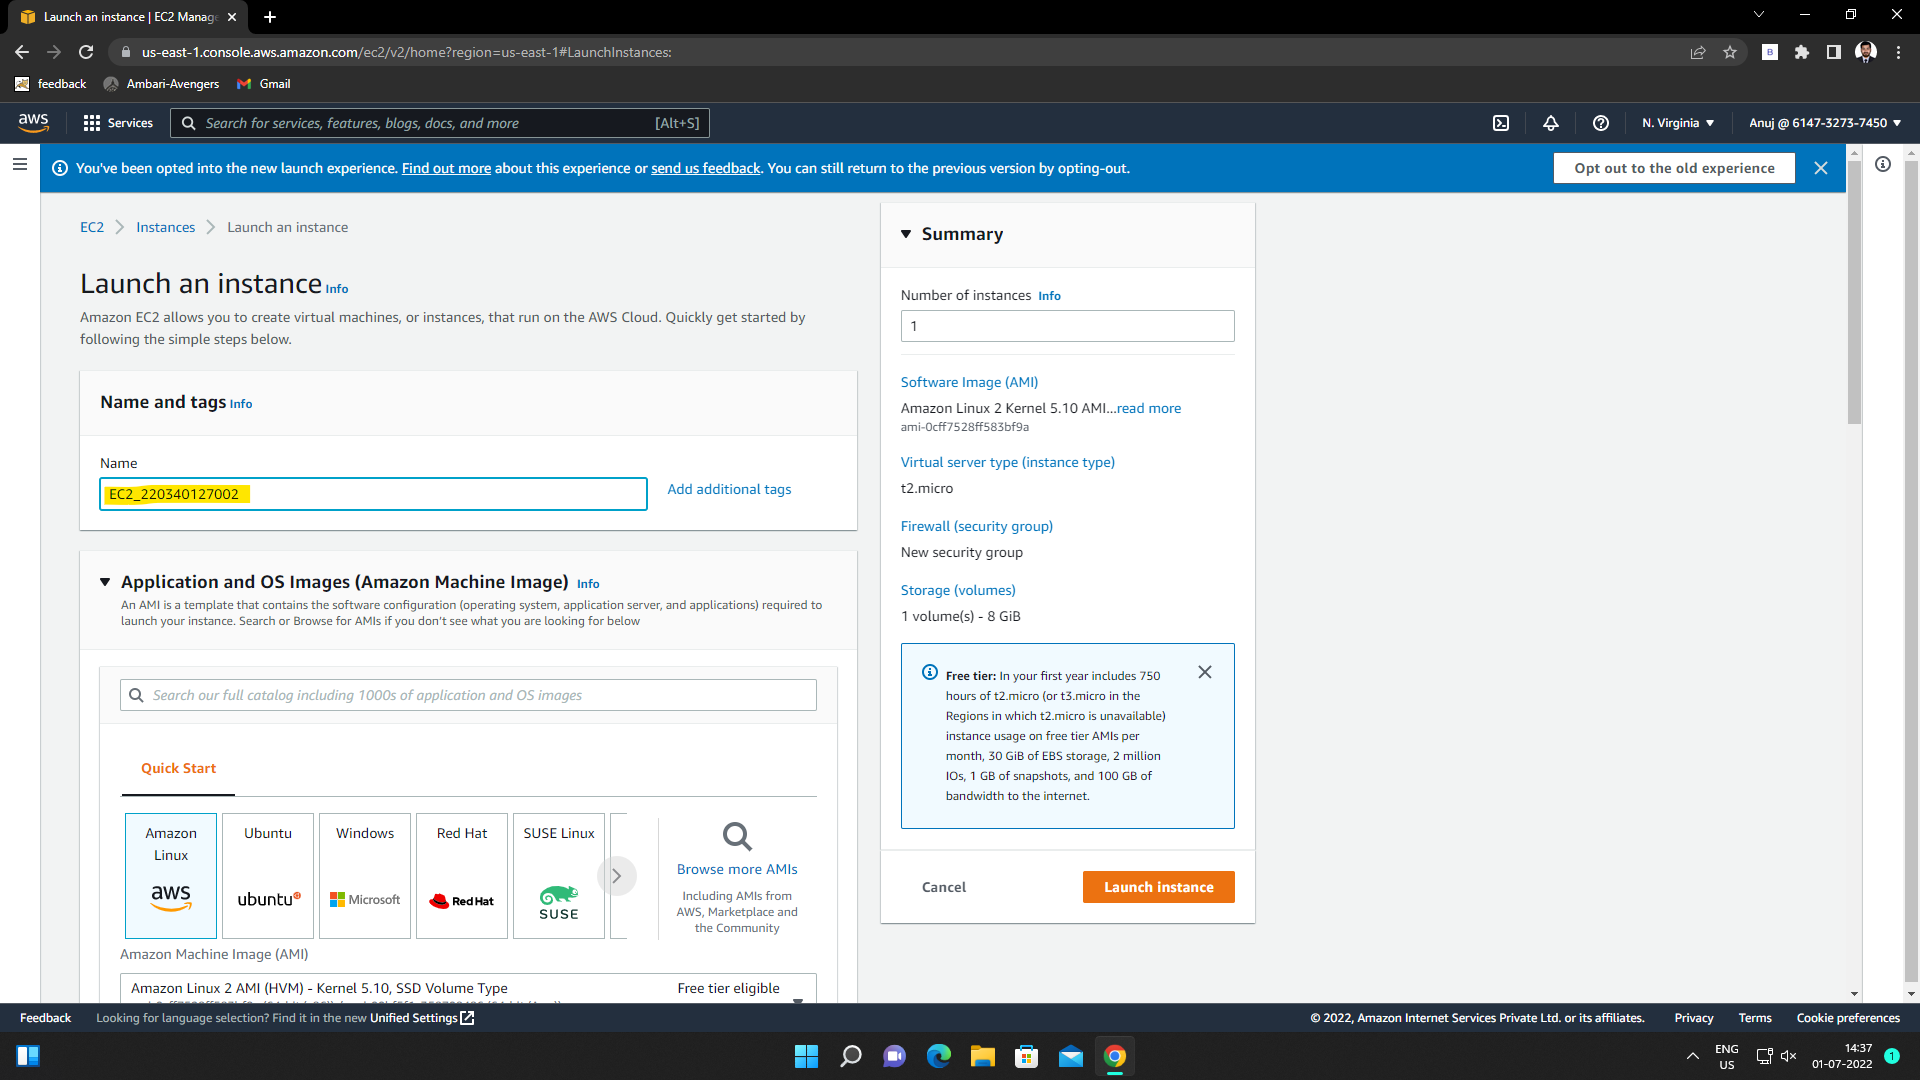 Launch an instance | EC2 Manage
us-east-1.console.aws.amazon.com/ec2/v2/home?region=us-east-1#LaunchInstances:
feedback
Ambari-Avengers
Gmail
aws
Services
Search for services, features, blogs, docs, and more
[Alt+S]
N. Virginia
Anuj @ 6147-3273-7450
You've been opted into the new launch experience. Find out more about this experience or send us feedback. You can still return to the previous version by opting-out.
Opt out to the old experience
EC2
Instances
Launch an instance
Launch an instance Info
Amazon EC2 allows you to create virtual machines, or instances, that run on the AWS Cloud. Quickly get started by
following the simple steps below.
Name and tags Info
Name
EC2_220340127002
Add additional tags
Application and OS Images (Amazon Machine Image) Info
An AMI is a template that contains the software configuration (operating system, application server, and applications) required to
launch your instance. Search or Browse for AMIs if you don't see what you are looking for below
Search our full catalog including 1000s of application and OS images
Quick Start
Amazon
Linux
aws
Ubuntu
ubuntu
Windows
Microsoft
Red Hat
Red Hat
SUSE Linux
SUSE
Browse more AMIs
Including AMIs from
AWS, Marketplace and
the Community
Amazon Machine Image (AMI)
Amazon Linux 2 AMI (HVM) - Kernel 5.10, SSD Volume Type
Free tier eligible
Summary
Number of instances Info
1
Software Image (AMI)
Amazon Linux 2 Kernel 5.10 AMI...read more
ami-0cff7528ff583bf9a
Virtual server type (instance type)
t2.micro
Firewall (security group)
New security group
Storage (volumes)
1 volume(s) - 8 GiB
Free tier: In your first year includes 750
hours of t2.micro (or t3.micro in the
Regions in which t2.micro is unavailable)
instance usage on free tier AMIs per
month, 30 GiB of EBS storage, 2 million
IOs, 1 GB of snapshots, and 100 GB of
bandwidth to the internet.
Cancel
Launch instance
Feedback
Looking for language selection? Find it in the new Unified Settings
© 2022, Amazon Internet Services Private Ltd. or its affiliates.
Privacy
Terms
Cookie preferences
ENG
US
14:37
01-07-2022
1